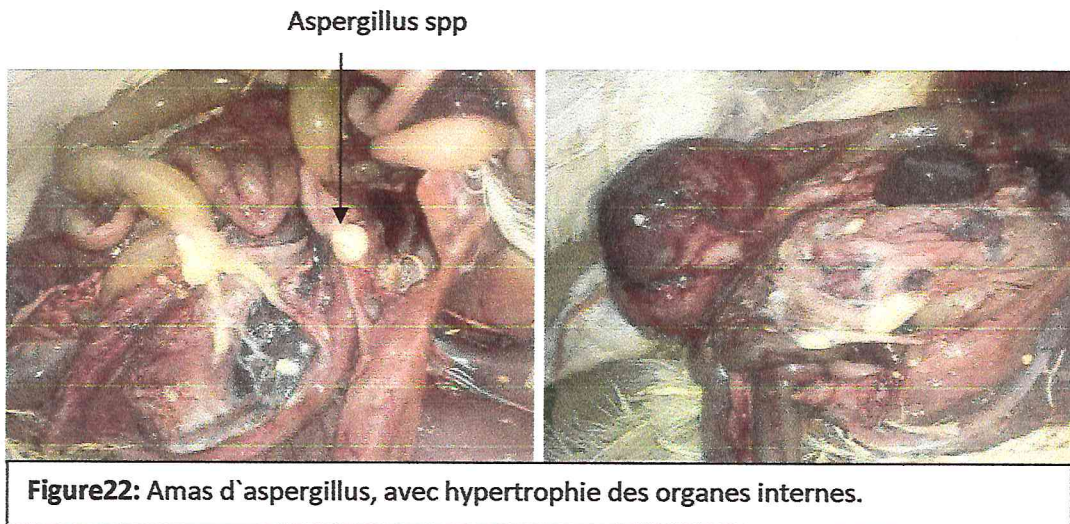 Aspergillus spp
Figure22: Amas d`aspergillus, avec hypertrophie des organes internes.